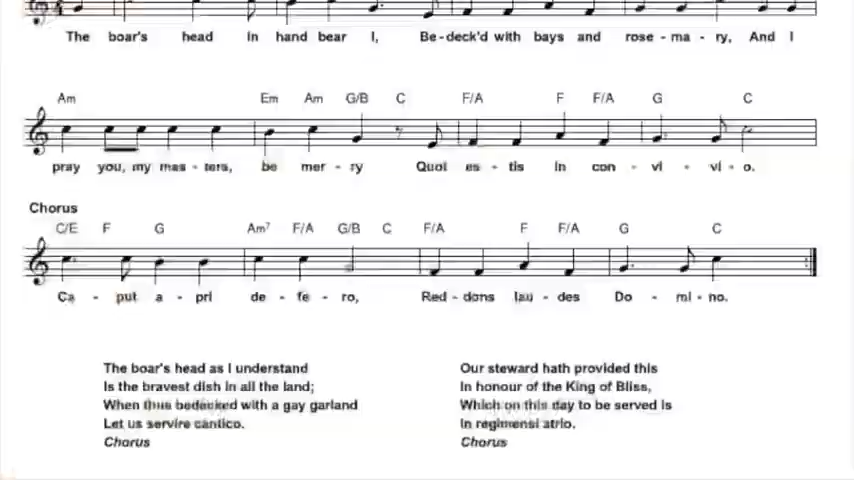 The boar's head in hand bear I, Be-deck'd with bays and rose - ma - ry, And I
Am Em Am G/B C F/A F F/A G C
pray you, my mas - ters, be mer - ry Quot es - tis in con - vi - vi - o.
Chorus
C/E F G Am7 F/A G/B C F/A F F/A G C
Ca - put a - pri de - fe - ro, Red - dens lau - des Do - mi - no.
The boar's head as I understand
Is the bravest dish in all the land;
When thus bedecked with a gay garland
Let us servire cantico.
Chorus
Our steward hath provided this
In honour of the King of Bliss,
Which on this day to be served is
In regimensi atrio.
Chorus